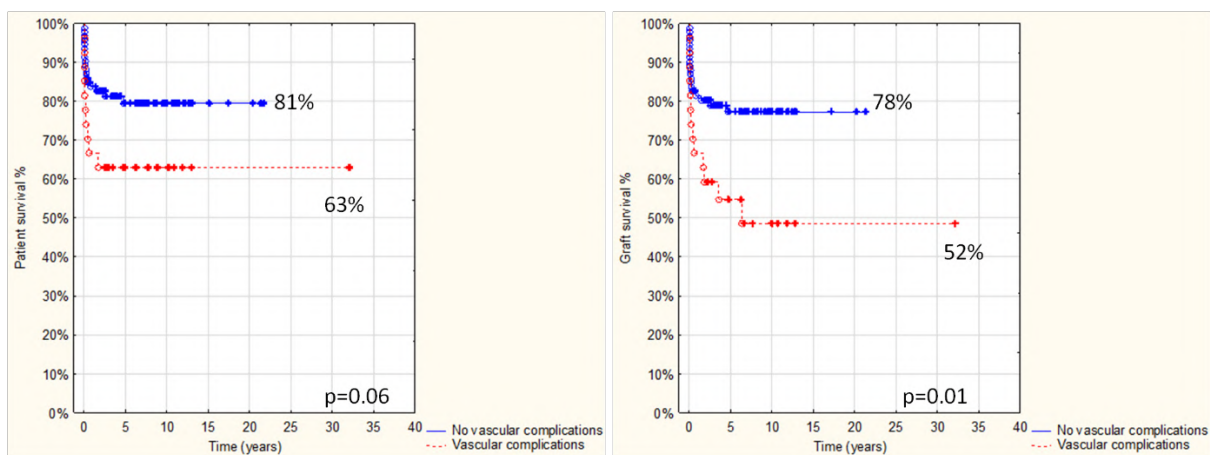 100%
90%
80%
70%
60%
50%
40%
30%
20%
10%
0%
Patient survival %
81%
63%
p=0.06
0 5 10 15 20 25 30 35 40
Time (years)
No vascular complications
Vascular complications
100%
90%
80%
70%
60%
50%
40%
30%
20%
10%
0%
Graft survival %
78%
52%
p=0.01
0 5 10 15 20 25 30 35 40
Time (years)
No vascular complications
Vascular complications